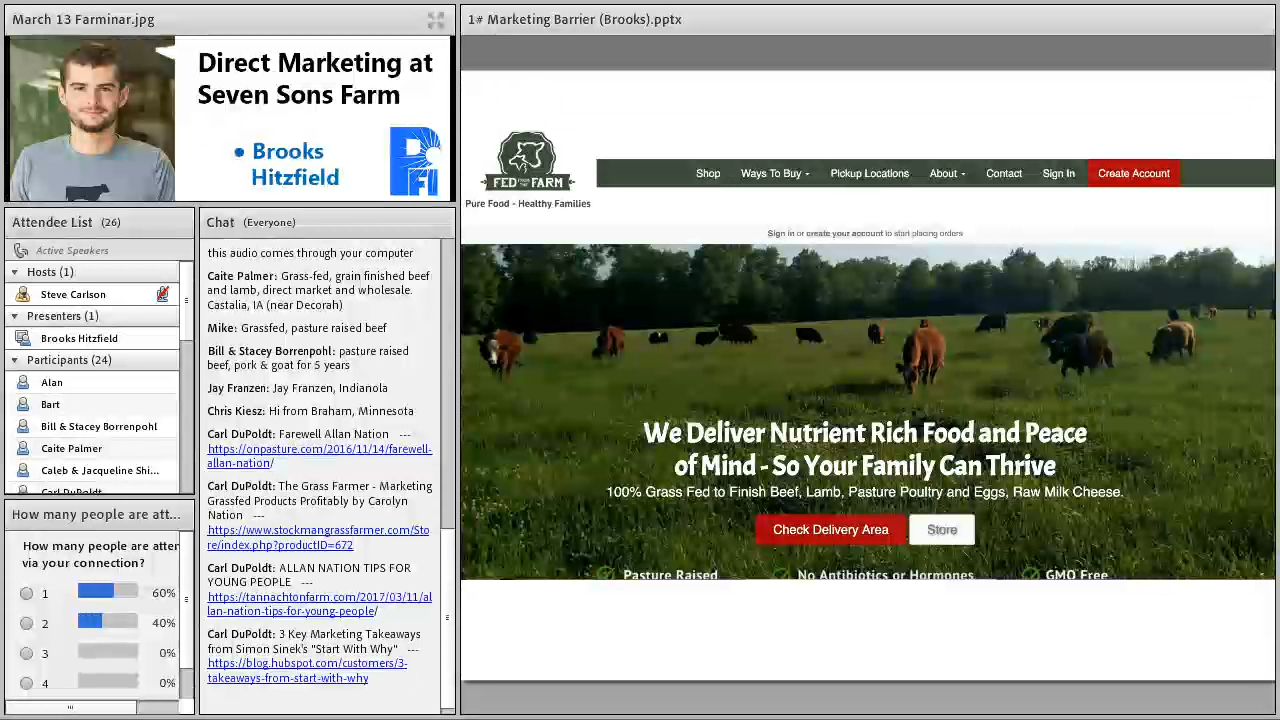 March 13 Farminar.jpg
Direct Marketing at
Seven Sons Farm
• Brooks
Hitzfield
PFI
Attendee List (26)
Active Speakers
Hosts (1)
Steve Carlson
Presenters (1)
Brooks Hitzfield
Participants (24)
Alan
Bart
Bill & Stacey Borrenpohl
Caite Palmer
Caleb & Jacqueline Shi...
Carl DuPoldt
How many people are att...
How many people are atten
via your connection?
1 60%
2 40%
3 0%
4 0%
Chat (Everyone)
this audio comes through your computer
Caite Palmer: Grass-fed, grain finished beef
and lamb, direct market and wholesale.
Castalia, IA (near Decorah)
Mike: Grassfed, pasture raised beef
Bill & Stacey Borrenpohl: pasture raised
beef, pork & goat for 5 years
Jay Franzen: Jay Franzen, Indianola
Chris Kiesz: Hi from Braham, Minnesota
Carl DuPoldt: Farewell Allan Nation ---
https://onpasture.com/2016/11/14/farewell-
allan-nation/
Carl DuPoldt: The Grass Farmer - Marketing
Grassfed Products Profitably by Carolyn
Nation ---
https://www.stockmangrassfarmer.com/Sto
re/index.php?productID=672
Carl DuPoldt: ALLAN NATION TIPS FOR
YOUNG PEOPLE ---
https://tannachtonfarm.com/2017/03/11/al
lan-nation-tips-for-young-people/
Carl DuPoldt: 3 Key Marketing Takeaways
from Simon Sinek's "Start With Why" ---
https://blog.hubspot.com/customers/3-
takeaways-from-start-with-why
1# Marketing Barrier (Brooks).pptx
FED FROM THE FARM
Pure Food - Healthy Families
Shop Ways To Buy Pickup Locations About Contact Sign In Create Account
Sign in or create your account to start placing orders
We Deliver Nutrient Rich Food and Peace
of Mind - So Your Family Can Thrive
100% Grass Fed to Finish Beef, Lamb, Pasture Poultry and Eggs, Raw Milk Cheese.
Check Delivery Area Store
Pasture Raised No Antibiotics or Hormones GMO Free